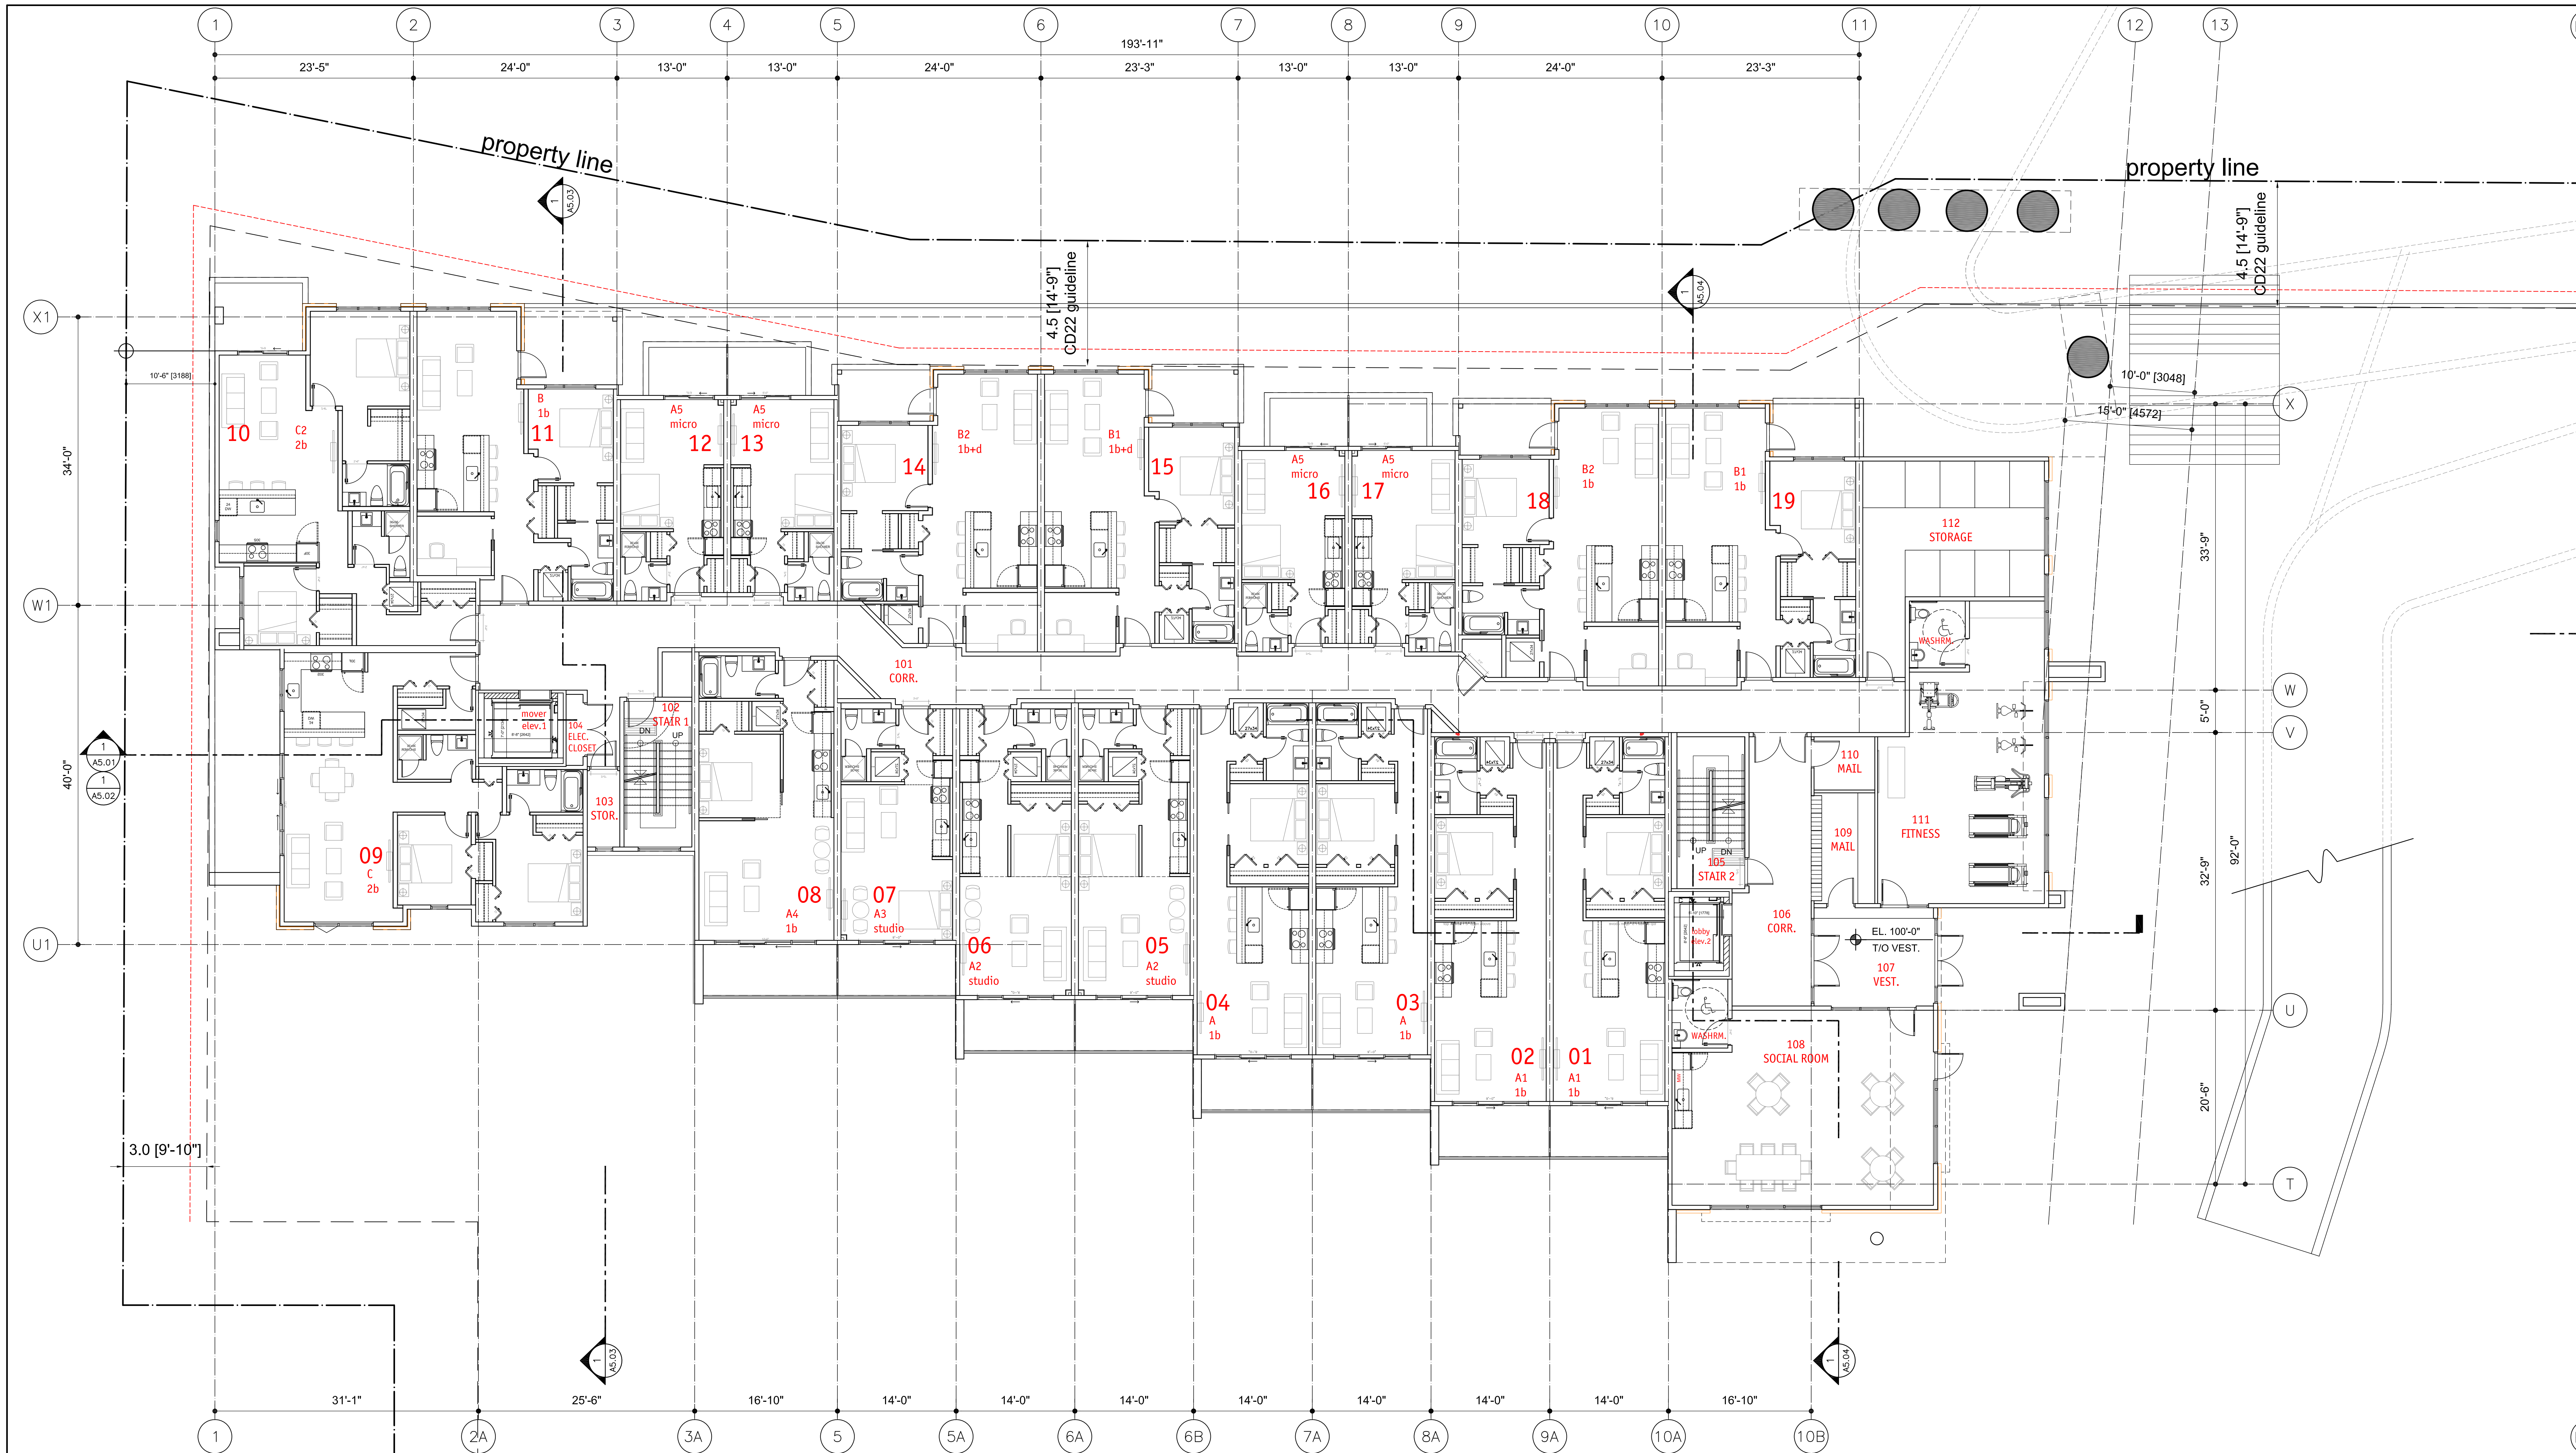 1 2 3 4 5 6 7 8 9 10 11 12 13
193'-11"
23'-5" 24'-0" 13'-0" 13'-0" 24'-0" 23'-3" 13'-0" 13'-0" 24'-0" 23'-3"
property line
property line
1
A5.03
1
A5.04
4.5 [14'-9"]
CD22 guideline
4.5 [14'-9"]
CD22 guideline
X1
W1
U1
34'-0"
40'-0"
10'-6" [3188]
3.0 [9'-10"]
10'-0" [3048]
15'-0" [4572]
X
W
V
U
T
33'-9"
5'-0"
32'-9"
92'-0"
20'-6"
10
C2
2b
B
1b
11
A5
micro
12
A5
micro
13
14
B2
1b+d
B1
1b+d
15
A5
micro
16
A5
micro
17
18
B2
1b
B1
1b
19
112
STORAGE
WASHRM.
101
CORR.
mover
elev.1
104
ELEC.
CLOSET
102
STAIR 1
DN
UP
103
STOR.
1
A5.01
1
A5.02
09
C
2b
08
A4
1b
07
A3
studio
06
A2
studio
05
A2
studio
04
A
1b
03
A
1b
02
A1
1b
01
A1
1b
UP DN
105
STAIR 2
lobby
elev.2
110
MAIL
109
MAIL
111
FITNESS
106
CORR.
EL. 100'-0"
T/O VEST.
107
VEST.
WASHRM.
108
SOCIAL ROOM
1
A5.03
1
A5.04
31'-1" 25'-6" 16'-10" 14'-0" 14'-0" 14'-0" 14'-0" 14'-0" 14'-0" 14'-0" 16'-10"
1 2A 3A 5 5A 6A 6B 7A 8A 9A 10A 10B